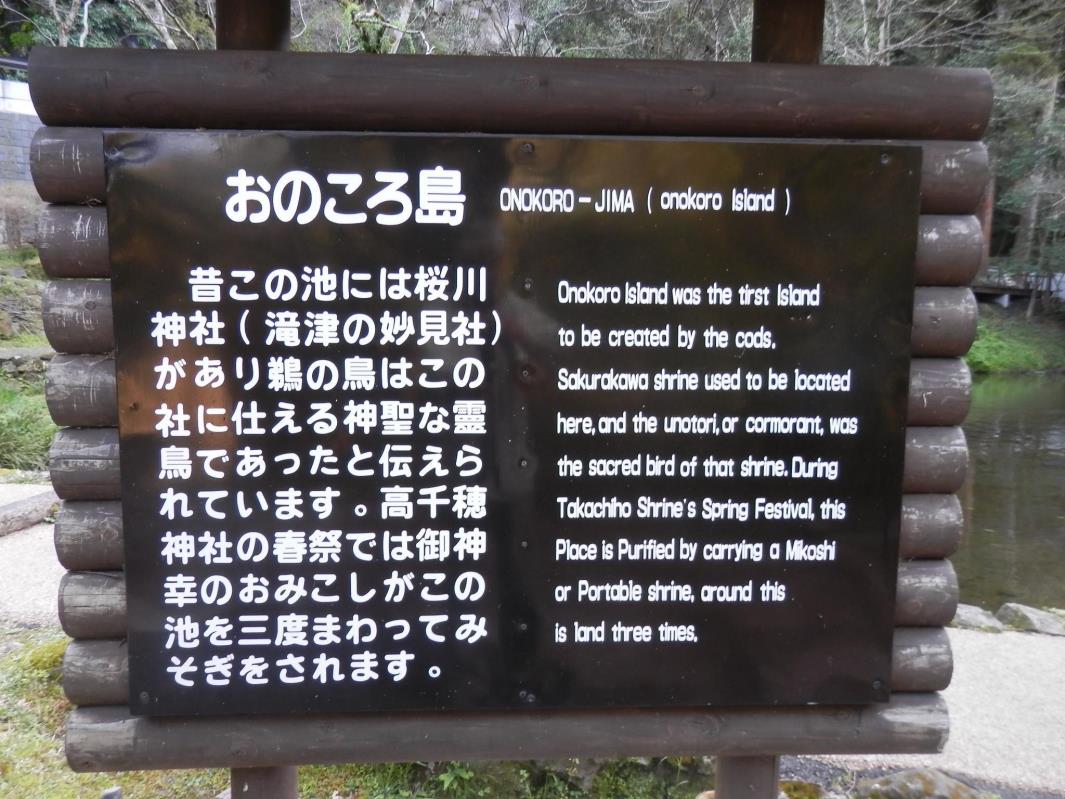 おのころ島 ONOKORO-JIMA ( onokoro Island )
昔この池には桜川
神社(滝津の妙見社)
があり鵜の鳥はこの
社に仕える神聖な霊
鳥であったと伝えら
れています。高千穂
神社の春祭では御神
幸のおみこしがこの
池を三度まわってみ
そぎをされます。
Onokoro Island was the tirst Island
to be created by the cods.
Sakurakawa shrine used to be located
here, and the unotori, or cormorant, was
the sacred bird of that shrine. During
Takachiho Shrine's Spring Festival, this
Place is Purified by carrying a Mikoshi
or Portable shrine, around this
is land three times.